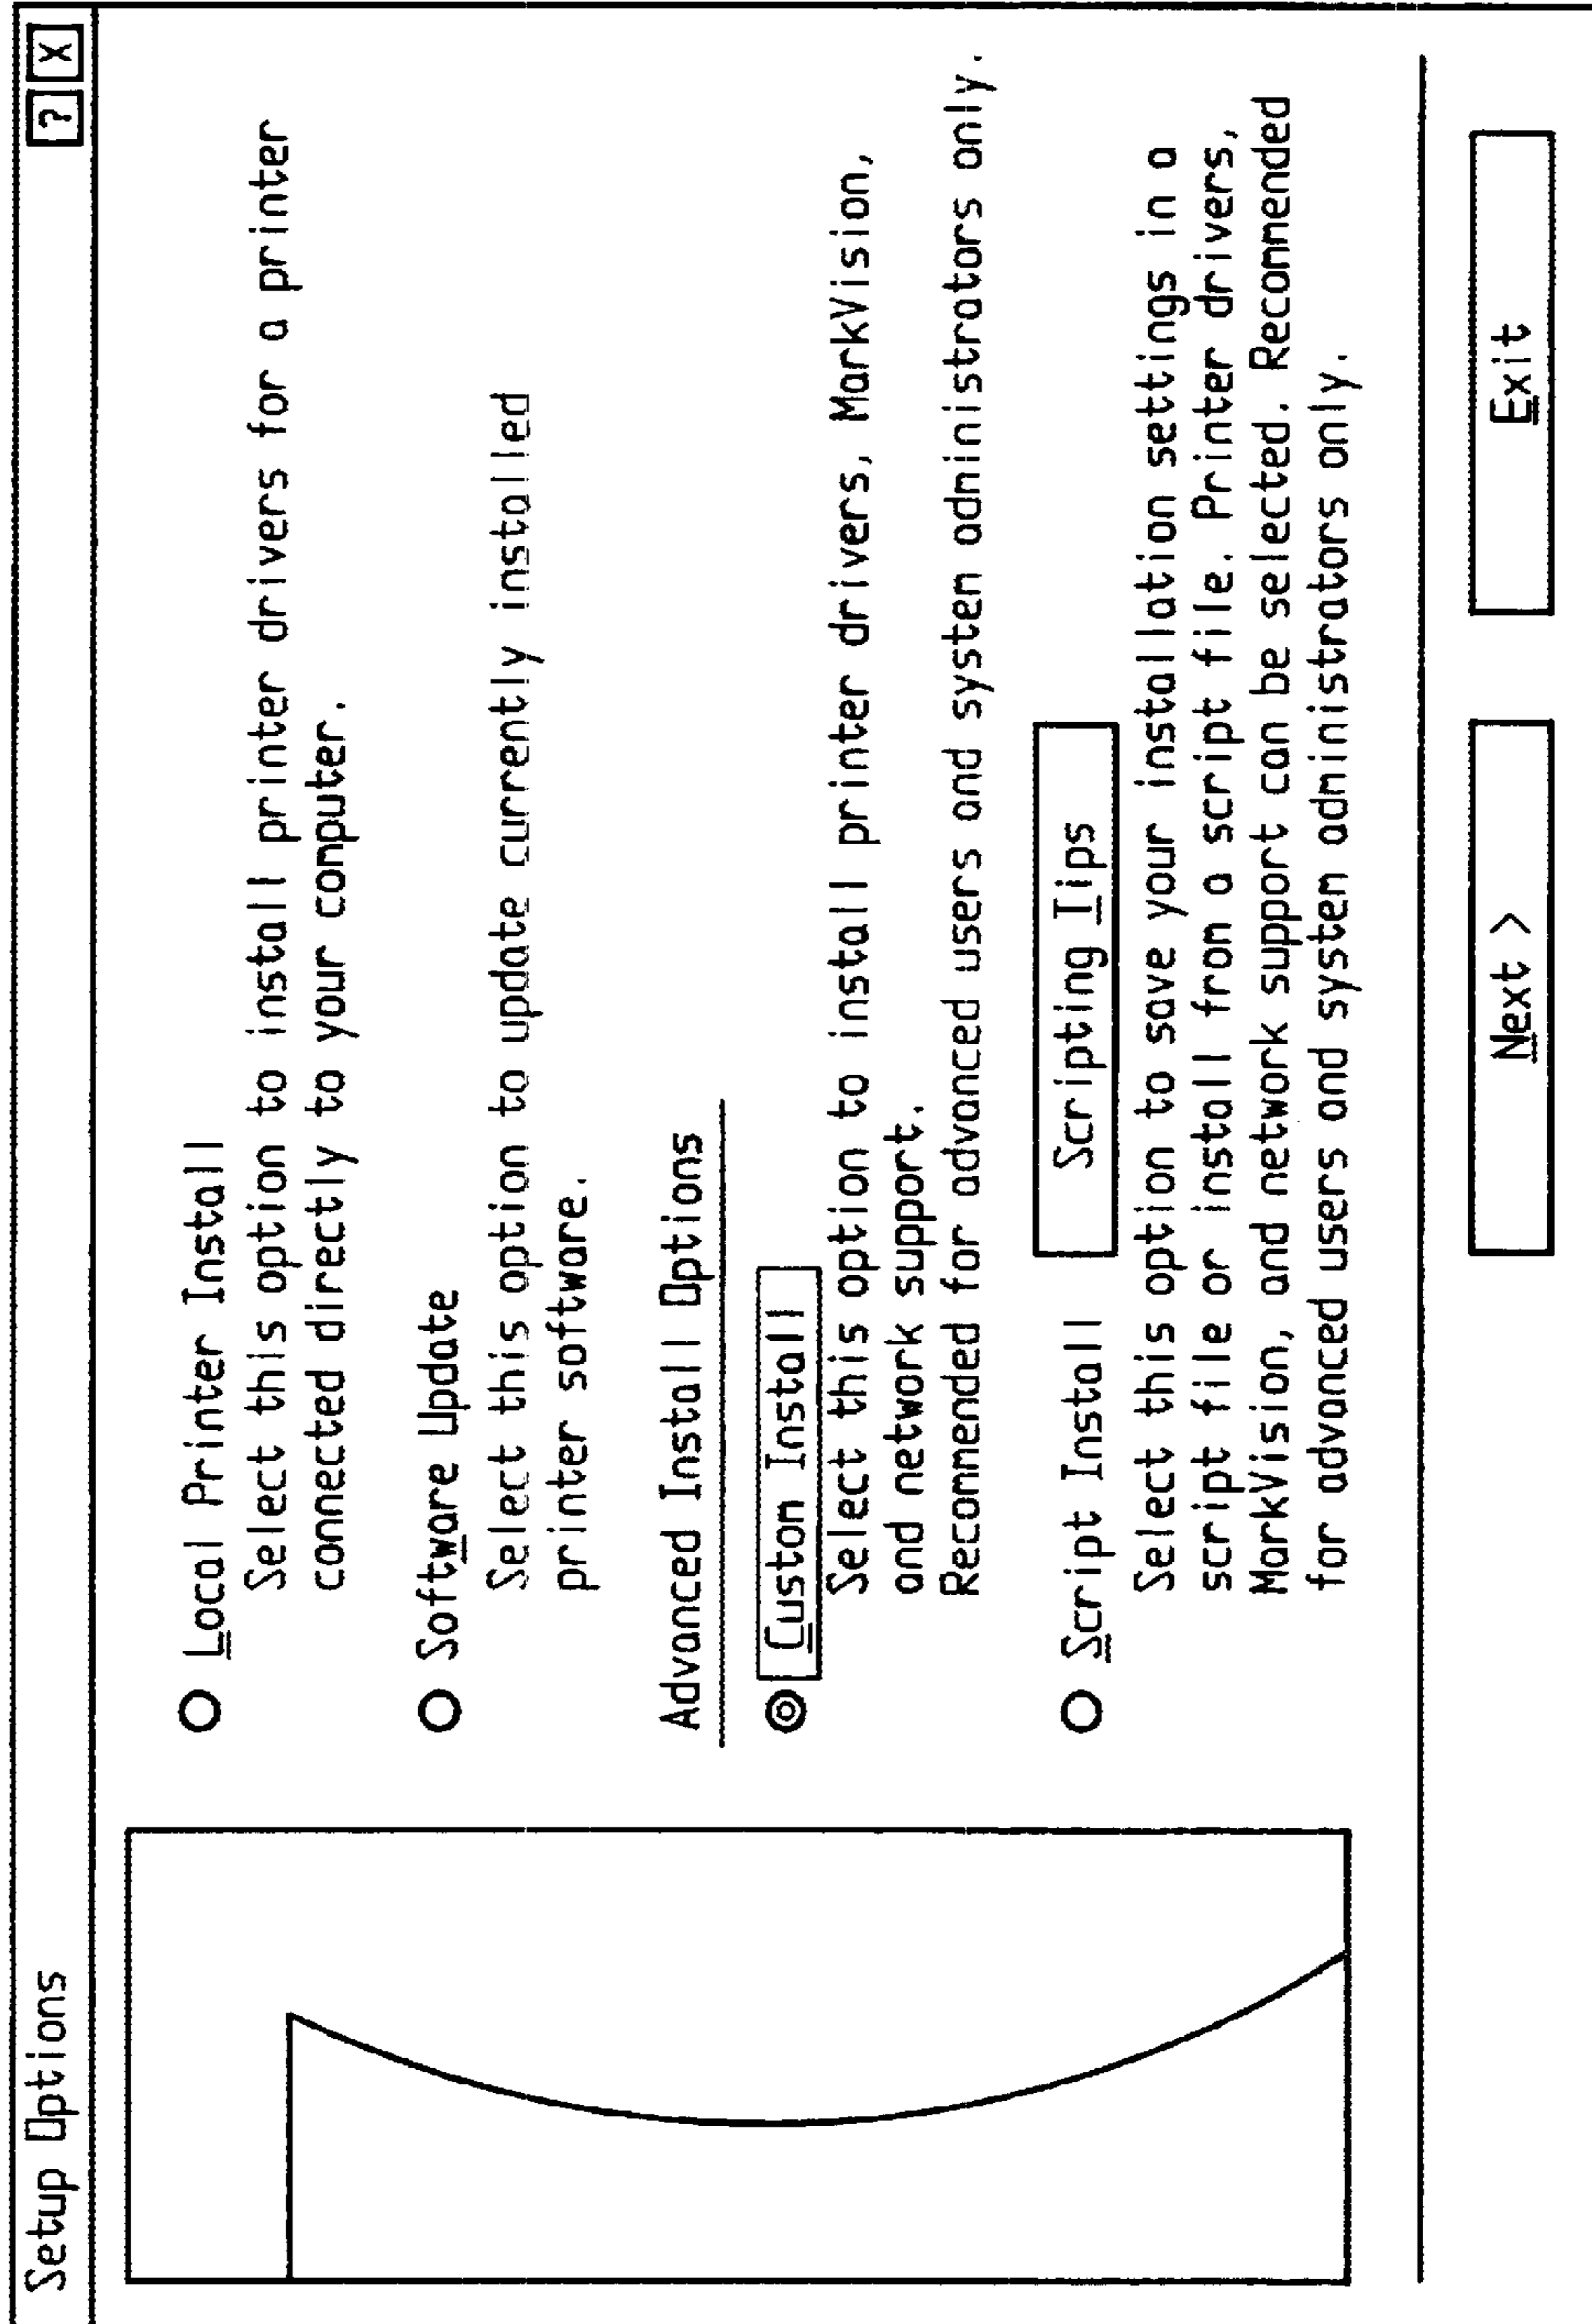 Setup Options
? X
Local Printer Install
Select this option to install printer drivers for a printer
connected directly to your conputer.
Software Update
Select this option to update currently installed
printer software.
Advanced Install Options
Custon Install
Select this option to install printer drivers, MarkVision,
and network support.
Reconnended for advanced users and systen adninistrators only.
Script Install
Scripting Tips
Select this option to save your installation settings in a
script file or install from a script file. Printer drivers,
MarkVision, and network support can be selected. Reconnended
for advanced users and systen adninistrators only.
Next >
Exit